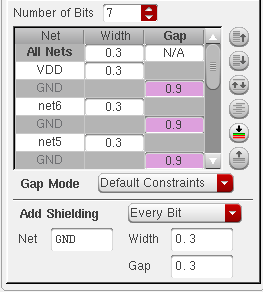 Number of Bits 7
Net Width Gap
All Nets 0.3 N/A
VDD 0.3
GND 0.9
net6 0.3
GND 0.9
net5 0.3
GND 0.9
Gap Mode Default Constraints
Add Shielding Every Bit
Net GND Width 0.3
Gap 0.3